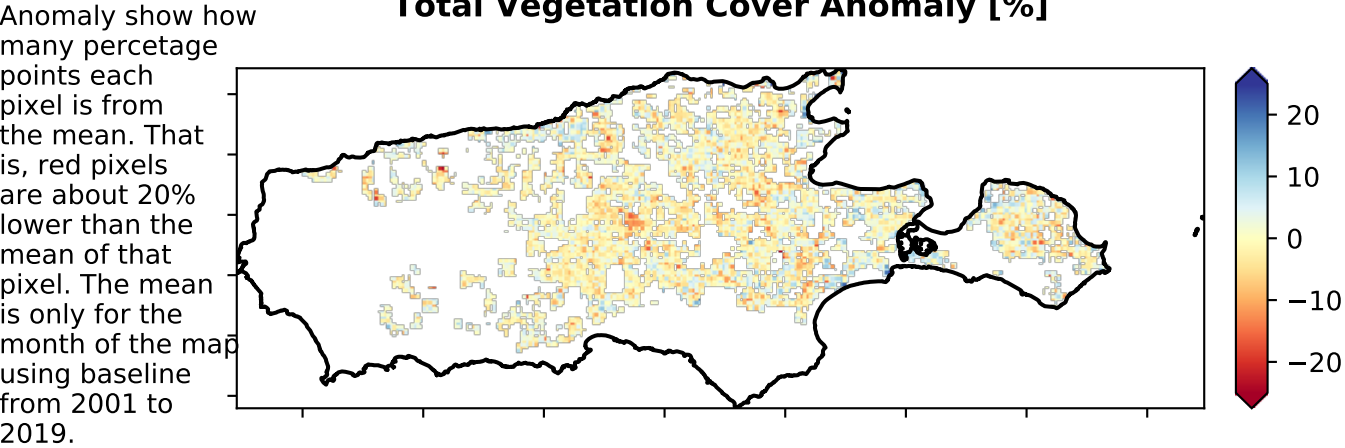 Total Vegetation Cover Anomaly [%]
Anomaly show how
many percetage
points each
pixel is from
the mean. That
is, red pixels
are about 20%
lower than the
mean of that
pixel. The mean
is only for the
month of the map
using baseline
from 2001 to
2019.
20
10
0
−10
−20